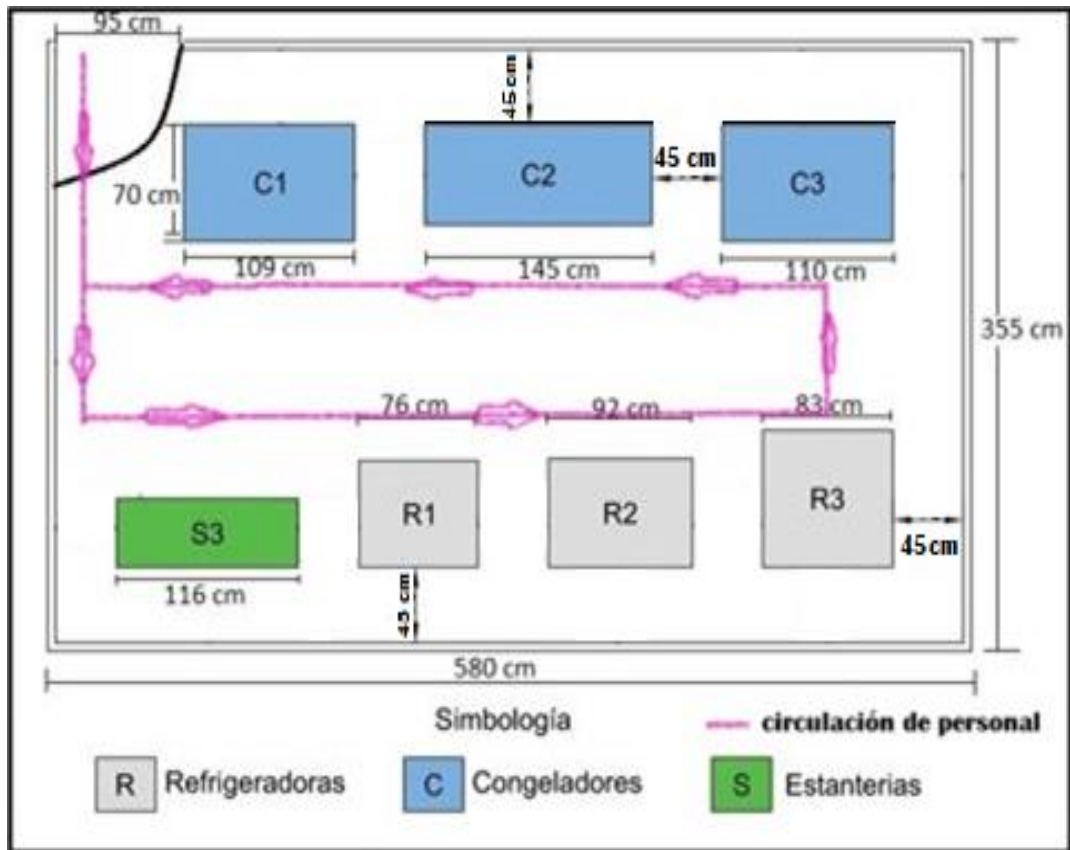 95 cm
45 cm
C1
C2
45 cm
C3
70 cm
109 cm
145 cm
110 cm
355 cm
76 cm
92 cm
83 cm
S3
R1
R2
R3
45 cm
116 cm
45 cm
580 cm
Simbología
circulación de personal
R Refrigeradoras
C Congeladores
S Estanterias